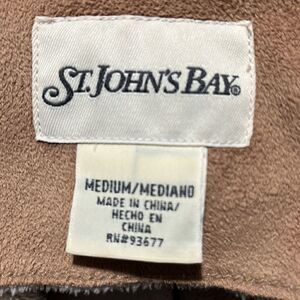 ST. JOHN'S BAY®
MEDIUM/MEDIANO
MADE IN CHINA/
HECHO EN
CHINA
RN#93677